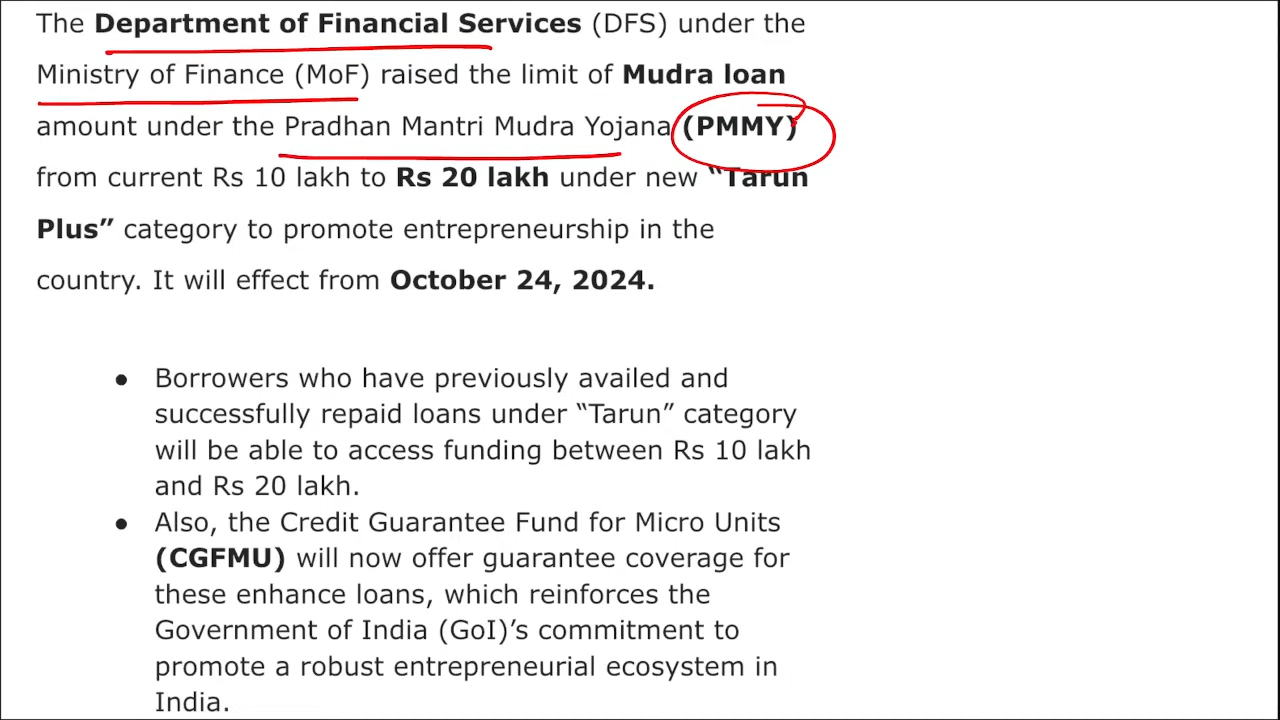 The Department of Financial Services (DFS) under the
Ministry of Finance (MoF) raised the limit of Mudra loan
amount under the Pradhan Mantri Mudra Yojana (PMMY)
from current Rs 10 lakh to Rs 20 lakh under new “Tarun
Plus” category to promote entrepreneurship in the
country. It will effect from October 24, 2024.
● Borrowers who have previously availed and
successfully repaid loans under “Tarun” category
will be able to access funding between Rs 10 lakh
and Rs 20 lakh.
● Also, the Credit Guarantee Fund for Micro Units
(CGFMU) will now offer guarantee coverage for
these enhance loans, which reinforces the
Government of India (GoI)’s commitment to
promote a robust entrepreneurial ecosystem in
India.